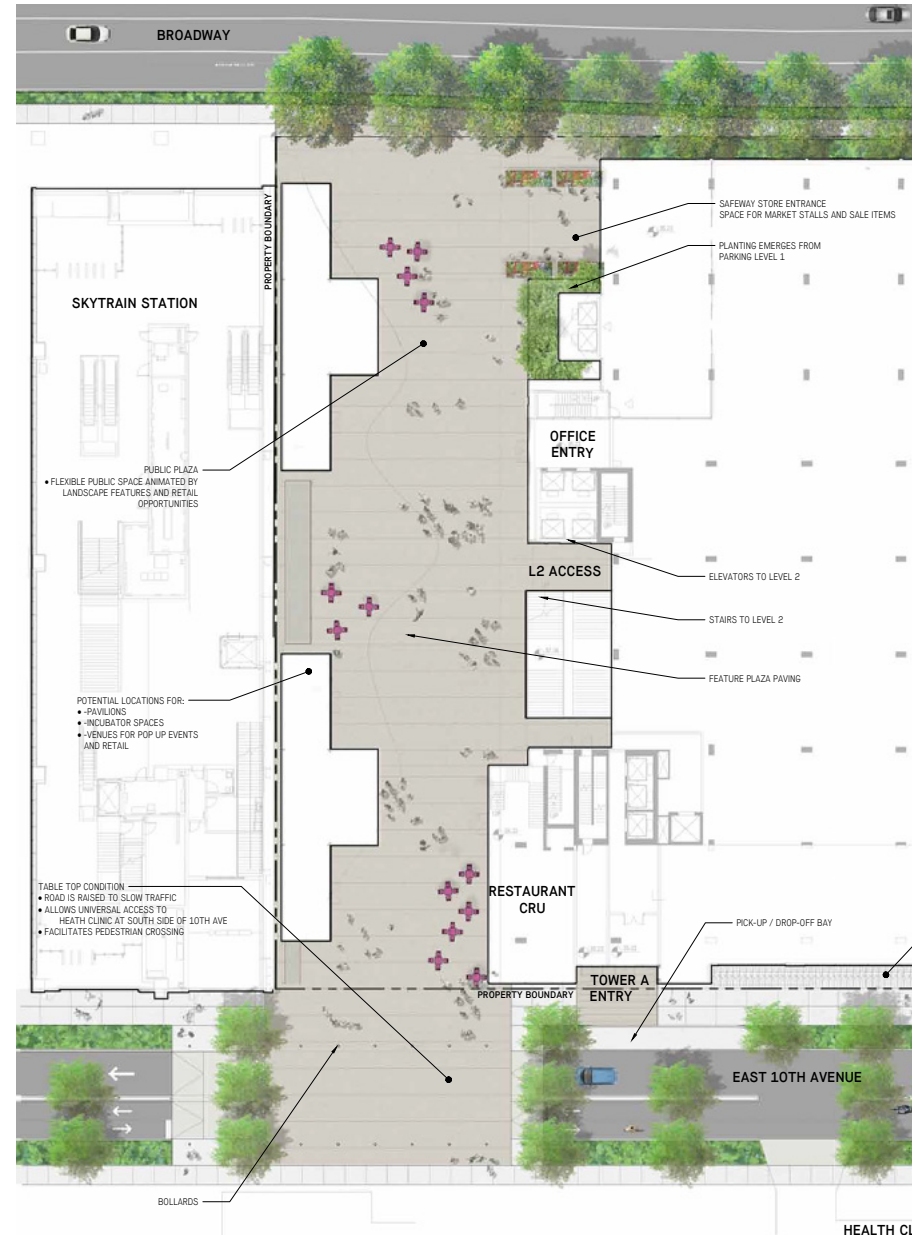 BROADWAY
PROPERTY BOUNDARY
SAFEWAY STORE ENTRANCE
SPACE FOR MARKET STALLS AND SALE ITEMS
PLANTING EMERGES FROM
PARKING LEVEL 1
SKYTRAIN STATION
OFFICE
ENTRY
PUBLIC PLAZA
• FLEXIBLE PUBLIC SPACE ANIMATED BY
LANDSCAPE FEATURES AND RETAIL
OPPORTUNITIES
L2 ACCESS
ELEVATORS TO LEVEL 2
STAIRS TO LEVEL 2
FEATURE PLAZA PAVING
POTENTIAL LOCATIONS FOR:
• -PAVILIONS
• -INCUBATOR SPACES
• -VENUES FOR POP UP EVENTS
AND RETAIL
TABLE TOP CONDITION
• ROAD IS RAISED TO SLOW TRAFFIC
• ALLOWS UNIVERSAL ACCESS TO
HEATH CLINIC AT SOUTH SIDE OF 10TH AVE
• FACILITATES PEDESTRIAN CROSSING
RESTAURANT
CRU
PICK-UP / DROP-OFF BAY
TOWER A
ENTRY
PROPERTY BOUNDARY
EAST 10TH AVENUE
BOLLARDS
HEALTH CL